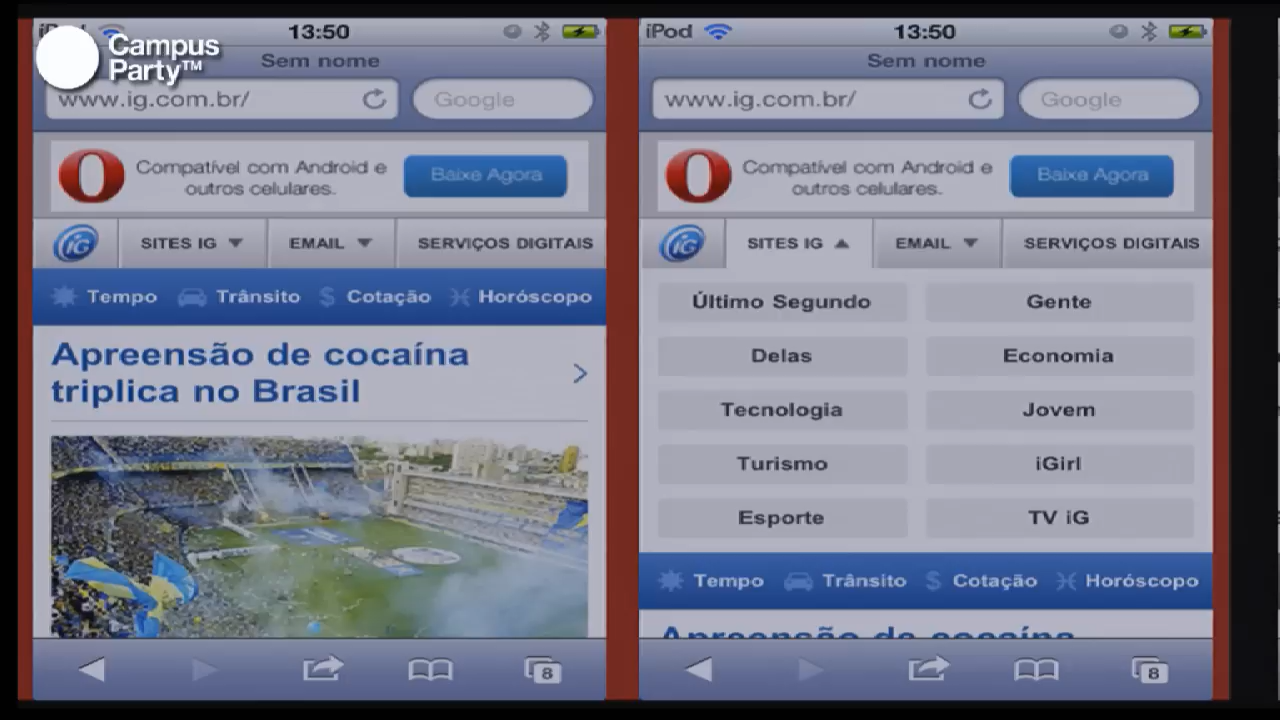 Campus
Party™
13:50
Sem nome
www.ig.com.br/
Google
Compatível com Android e
outros celulares.
Baixe Agora
iG
SITES IG
EMAIL
SERVIÇOS DIGITAIS
Tempo
Trânsito
$ Cotação
Horóscopo
Apreensão de cocaína
triplica no Brasil
8
iPod
13:50
Sem nome
www.ig.com.br/
Google
Compatível com Android e
outros celulares.
Baixe Agora
iG
SITES IG
EMAIL
SERVIÇOS DIGITAIS
Último Segundo
Gente
Delas
Economia
Tecnologia
Jovem
Turismo
iGirl
Esporte
TV iG
Tempo
Trânsito
$ Cotação
Horóscopo
Apreensão de cocaína
8